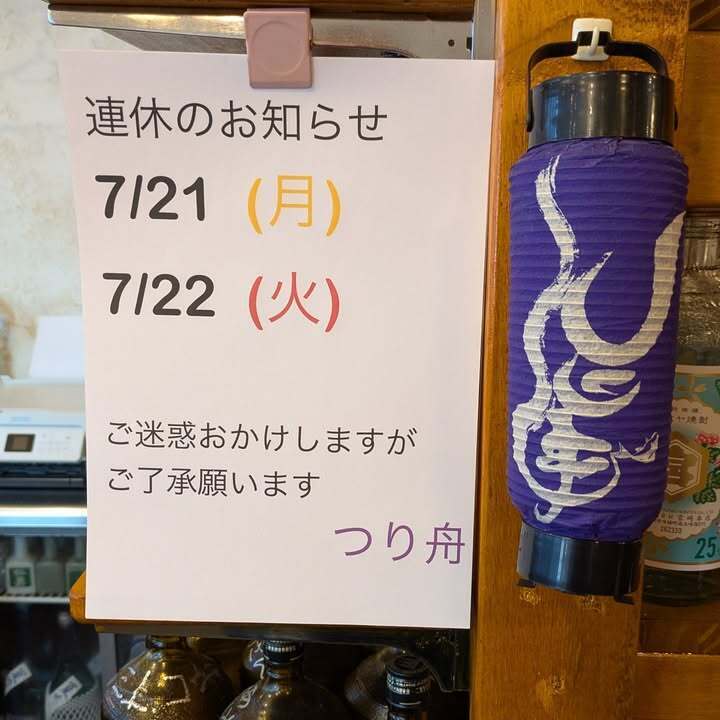 連休のお知らせ
7/21 (月)
7/22 (火)
ご迷惑おかけしますが
ご了承願います
つり舟
25